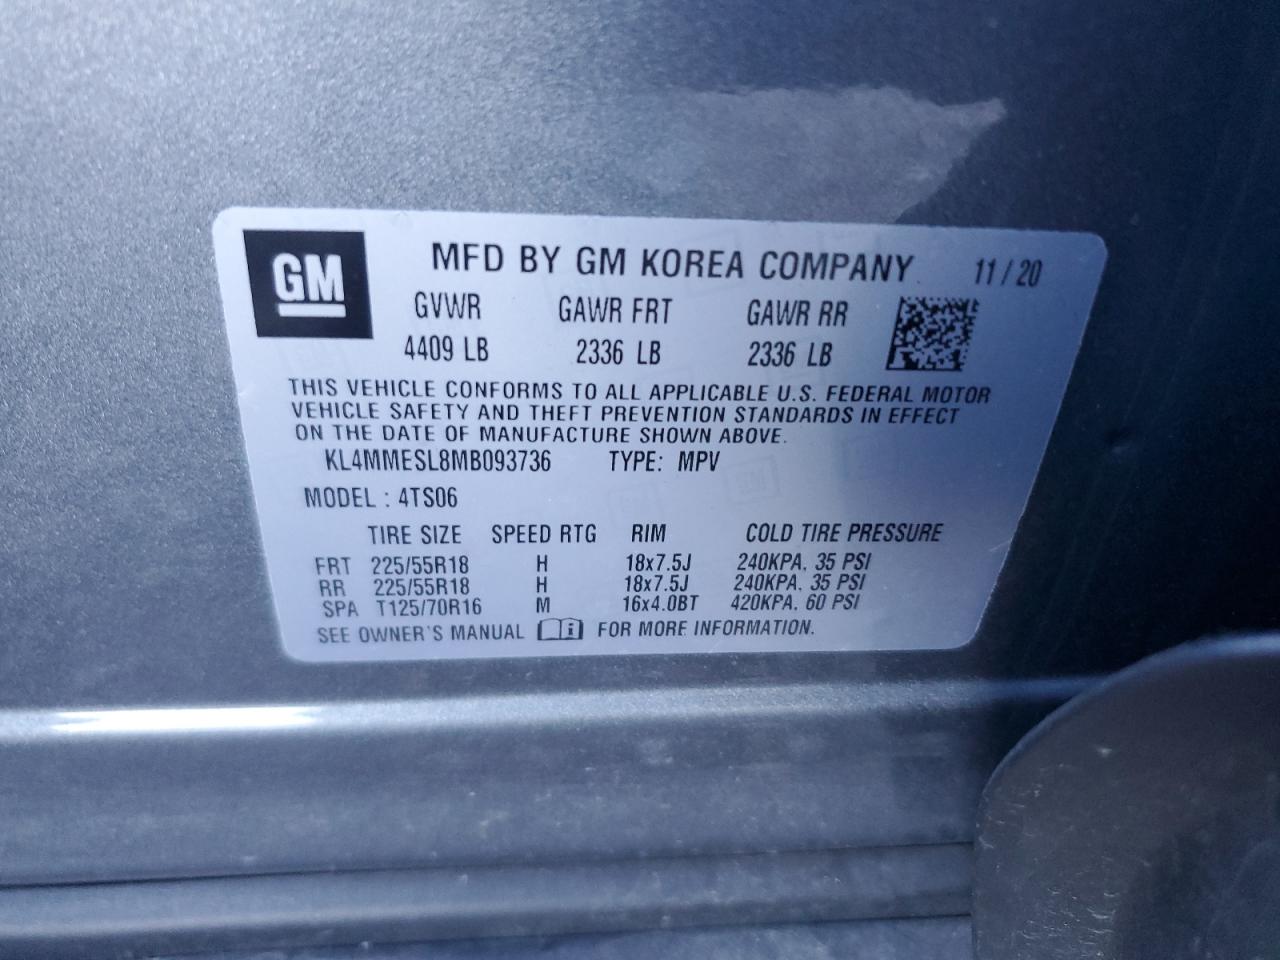 GM
MFD BY GM KOREA COMPANY 11/20
GVWR GAWR FRT GAWR RR
4409 LB 2336 LB 2336 LB
THIS VEHICLE CONFORMS TO ALL APPLICABLE U.S. FEDERAL MOTOR
VEHICLE SAFETY AND THEFT PREVENTION STANDARDS IN EFFECT
ON THE DATE OF MANUFACTURE SHOWN ABOVE.
KL4MMESL8MB093736 TYPE: MPV
MODEL : 4TS06
TIRE SIZE SPEED RTG RIM COLD TIRE PRESSURE
FRT 225/55R18 H 18x7.5J 240KPA. 35 PSI
RR 225/55R18 H 18x7.5J 240KPA. 35 PSI
SPA T125/70R16 M 16x4.0BT 420KPA. 60 PSI
SEE OWNER'S MANUAL i FOR MORE INFORMATION.